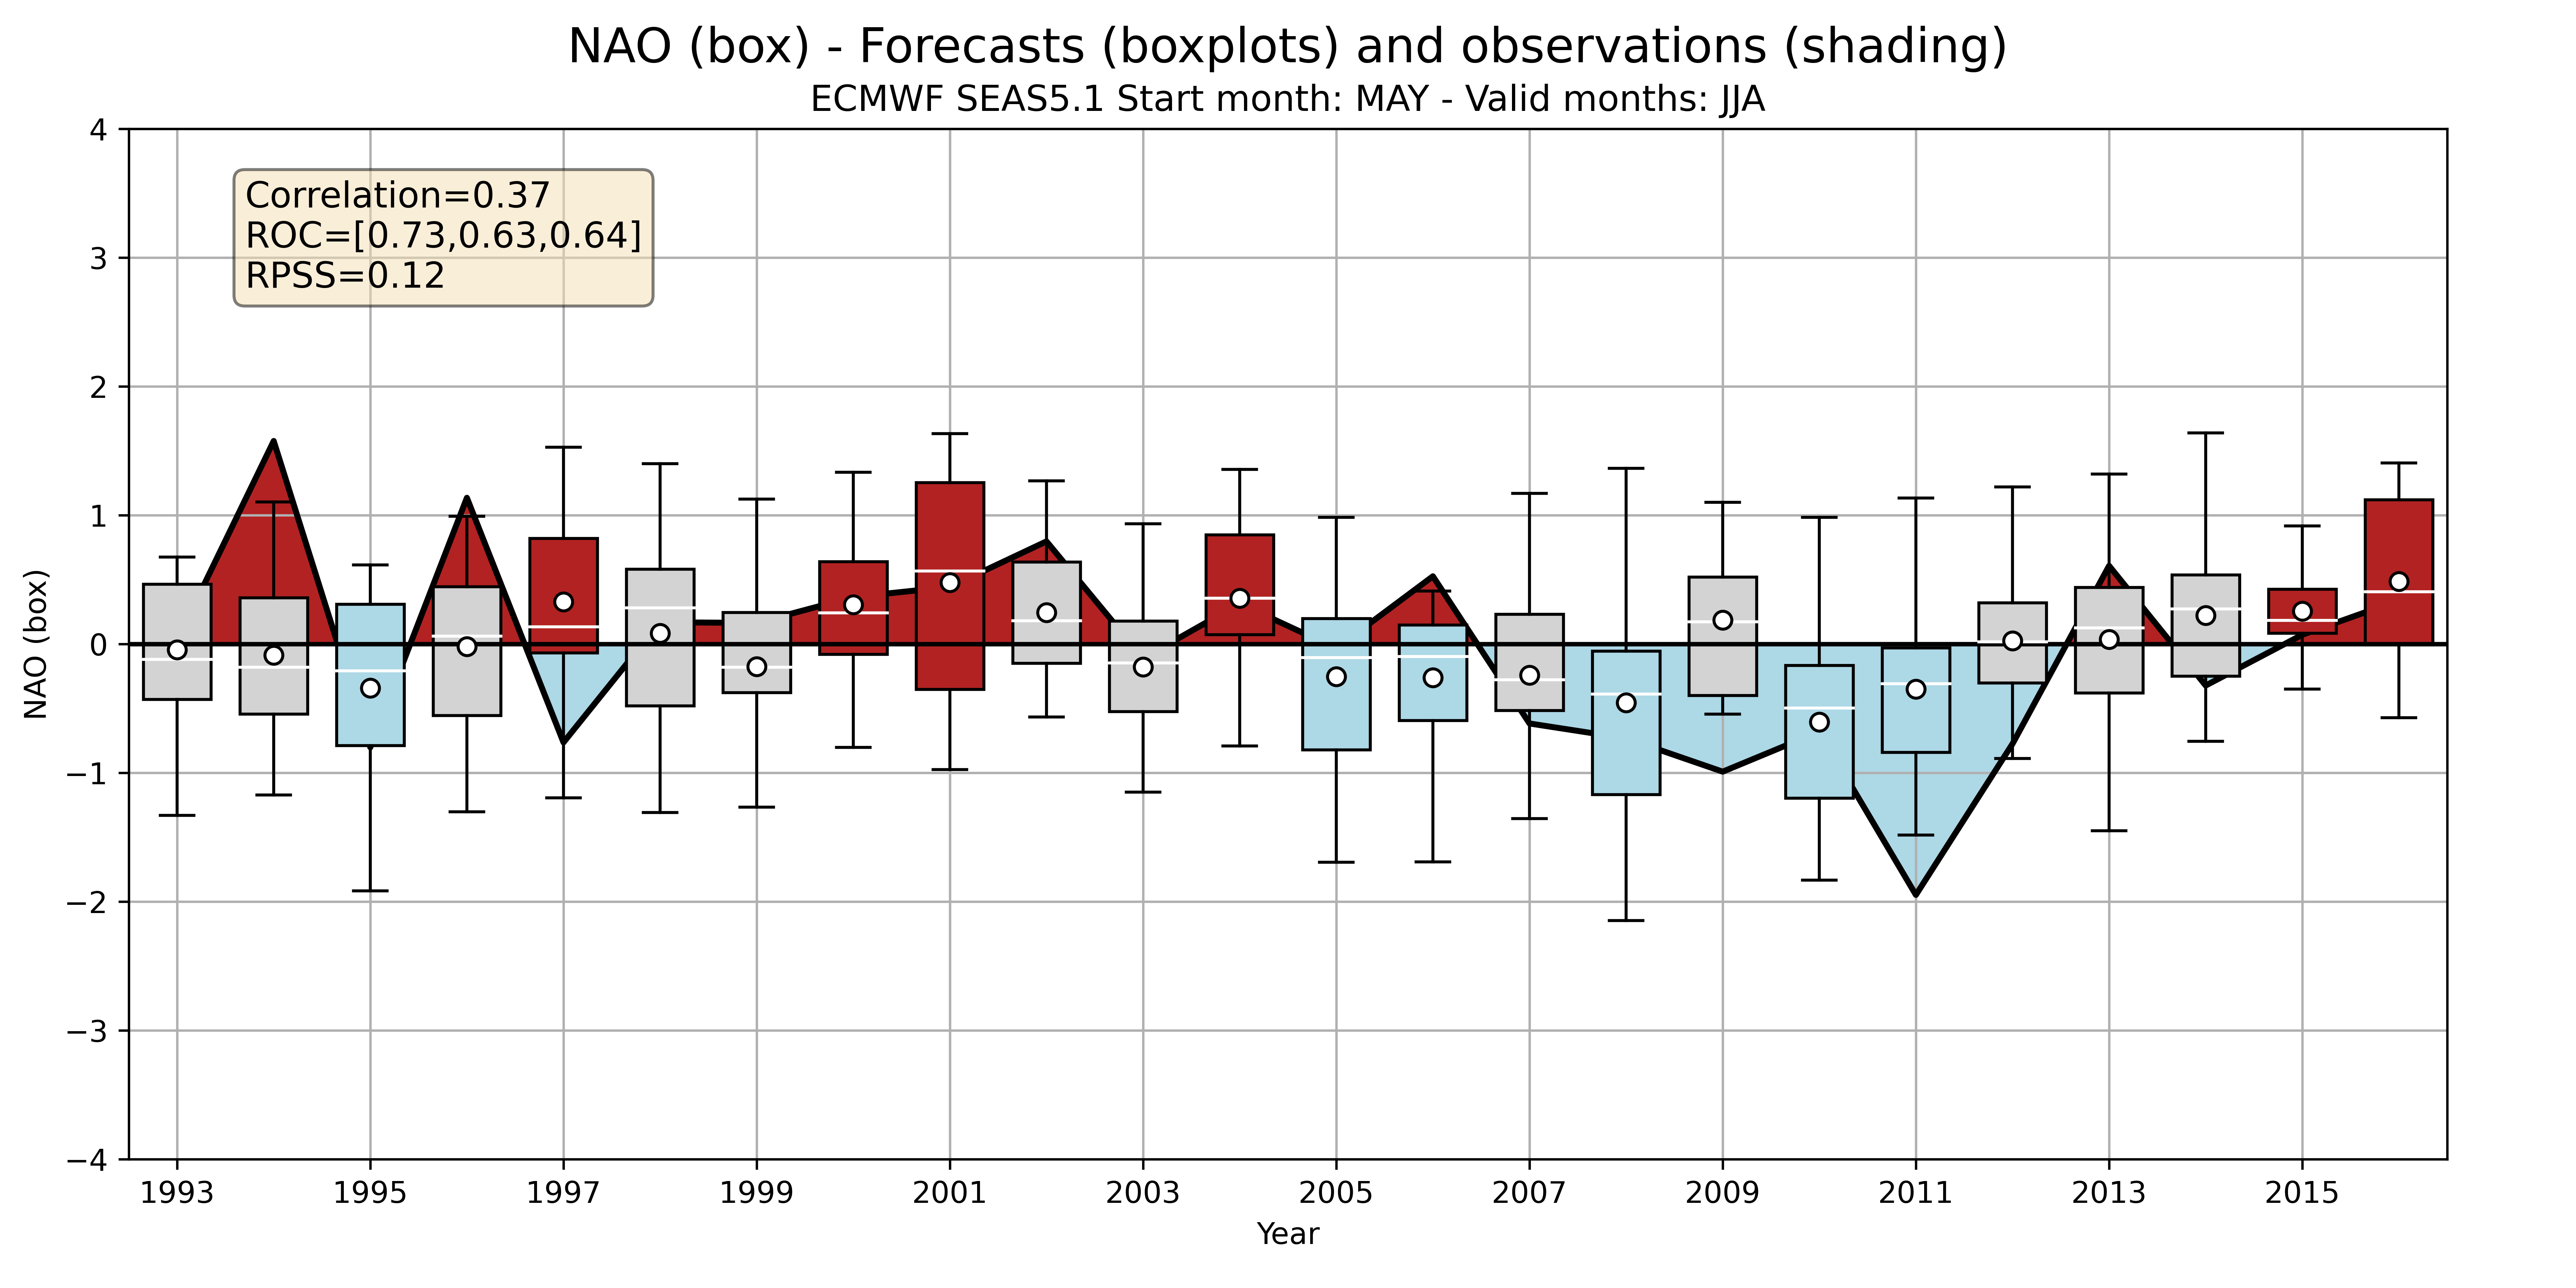 NAO (box) - Forecasts (boxplots) and observations (shading)
ECMWF SEAS5.1 Start month: MAY - Valid months: JJA
Correlation=0.37
ROC=[0.73,0.63,0.64]
RPSS=0.12
NAO (box)
4
3
2
1
0
−1
−2
−3
−4
1993 1995 1997 1999 2001 2003 2005 2007 2009 2011 2013 2015
Year